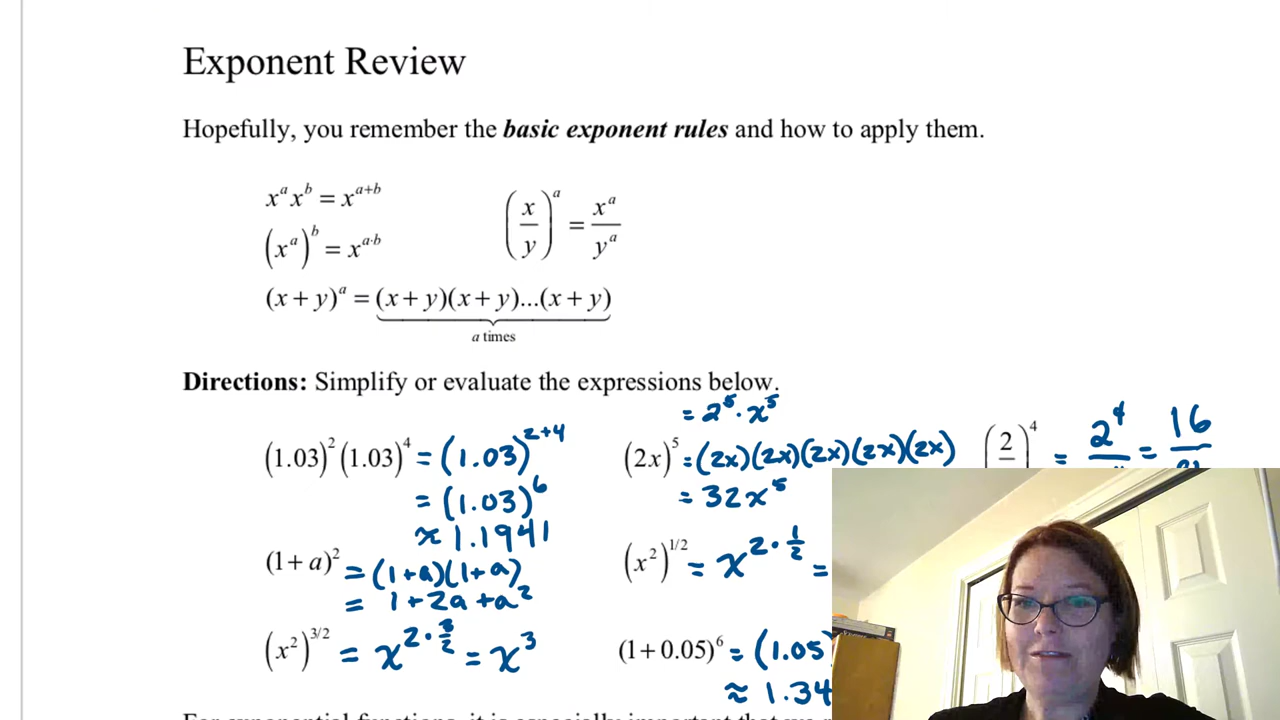 Exponent Review
Hopefully, you remember the basic exponent rules and how to apply them.
x^a x^b = x^{a+b}
(x/y)^a = x^a/y^a
(x^a)^b = x^{a·b}
(x + y)^a = (x + y)(x + y)...(x + y)
a times
Directions: Simplify or evaluate the expressions below.
(1.03)^2 (1.03)^4 = (1.03)^{2+4}
= (1.03)^6
≈ 1.1941
= 2^5 · x^5
(2x)^5 = (2x)(2x)(2x)(2x)(2x)
= 32x^5
(2/ )^4 = 2^4/ = 16/
(1 + a)^2 = (1+a)(1+a)
= 1+2a+a^2
(x^2)^{1/2} = x^{2·1/2} =
(x^2)^{3/2} = x^{2·3/2} = x^3
(1 + 0.05)^6 = (1.05)
≈ 1.34